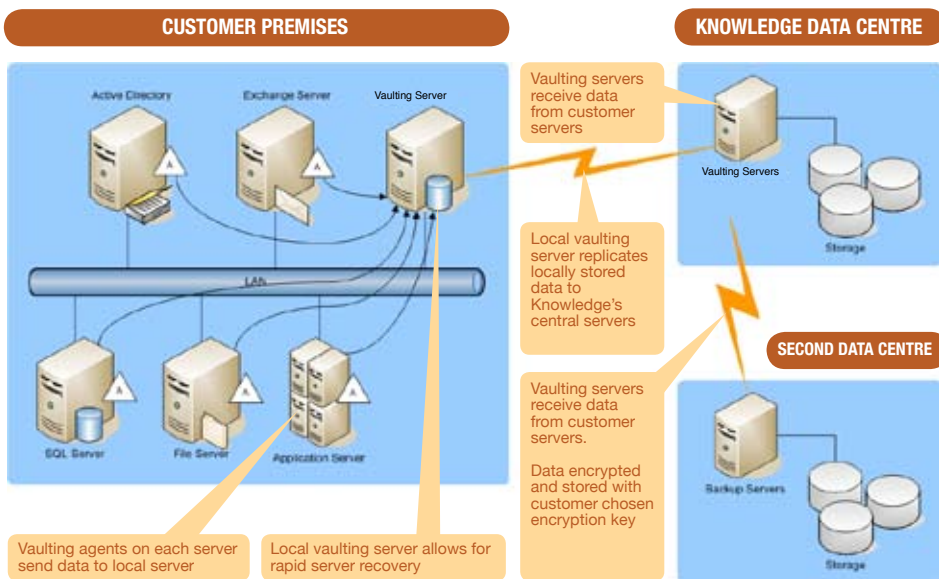 CUSTOMER PREMISES
KNOWLEDGE DATA CENTRE
Active Directory
Exchange Server
Vaulting Server
A
A
LAN
A
A
A
SQL Server
File Server
Application Server
Vaulting servers
receive data
from customer
servers
Vaulting Servers
Storage
Local vaulting
server replicates
locally stored
data to
Knowledge's
central servers
SECOND DATA CENTRE
Vaulting servers
receive data
from customer
servers.
Data encrypted
and stored with
customer chosen
encryption key
Backup Servers
Storage
Vaulting agents on each server
send data to local server
Local vaulting server allows for
rapid server recovery